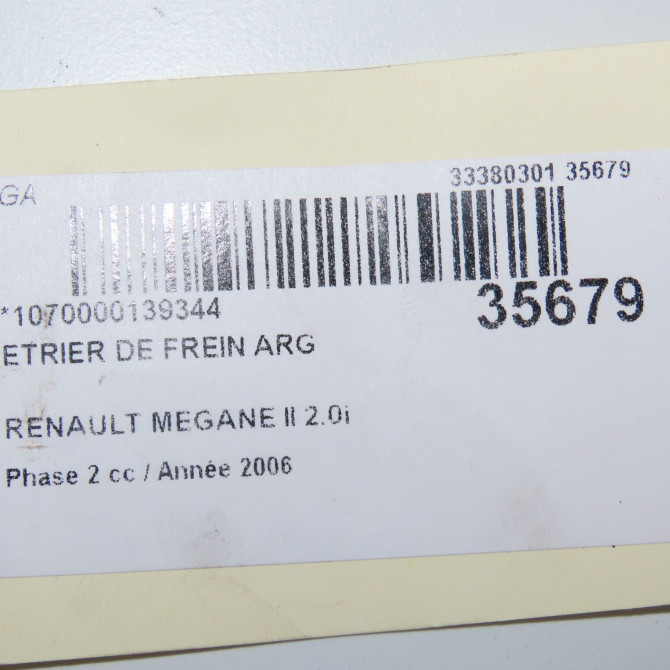 GA
33380301 35679
*1070000139344
35679
ETRIER DE FREIN ARG
RENAULT MEGANE II 2.0i
Phase 2 cc / Année 2006